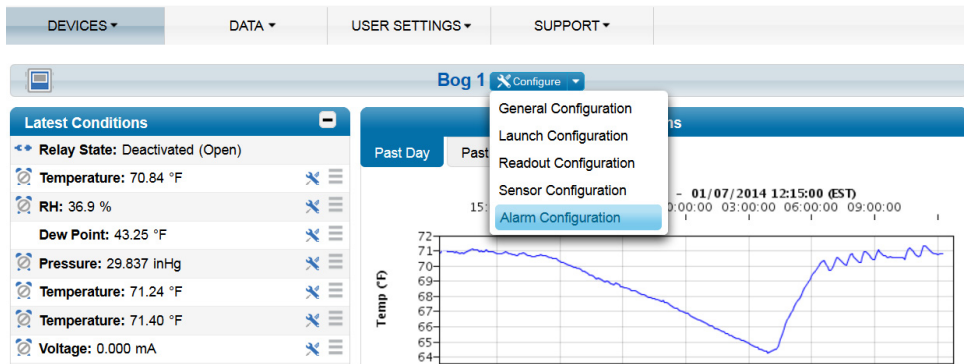 DEVICES
DATA
USER SETTINGS
SUPPORT
Bog 1
Configure
General Configuration
Launch Configuration
Readout Configuration
Sensor Configuration
Alarm Configuration
Latest Conditions
Relay State: Deactivated (Open)
Temperature: 70.84 °F
RH: 36.9 %
Dew Point: 43.25 °F
Pressure: 29.837 inHg
Temperature: 71.24 °F
Temperature: 71.40 °F
Voltage: 0.000 mA
ns
Past Day
Past
- 01/07/2014 12:15:00 (EST)
15: 0:00:00 03:00:00 06:00:00 09:00:00
Temp (°F)
72
71
70
69
68
67
66
65
64